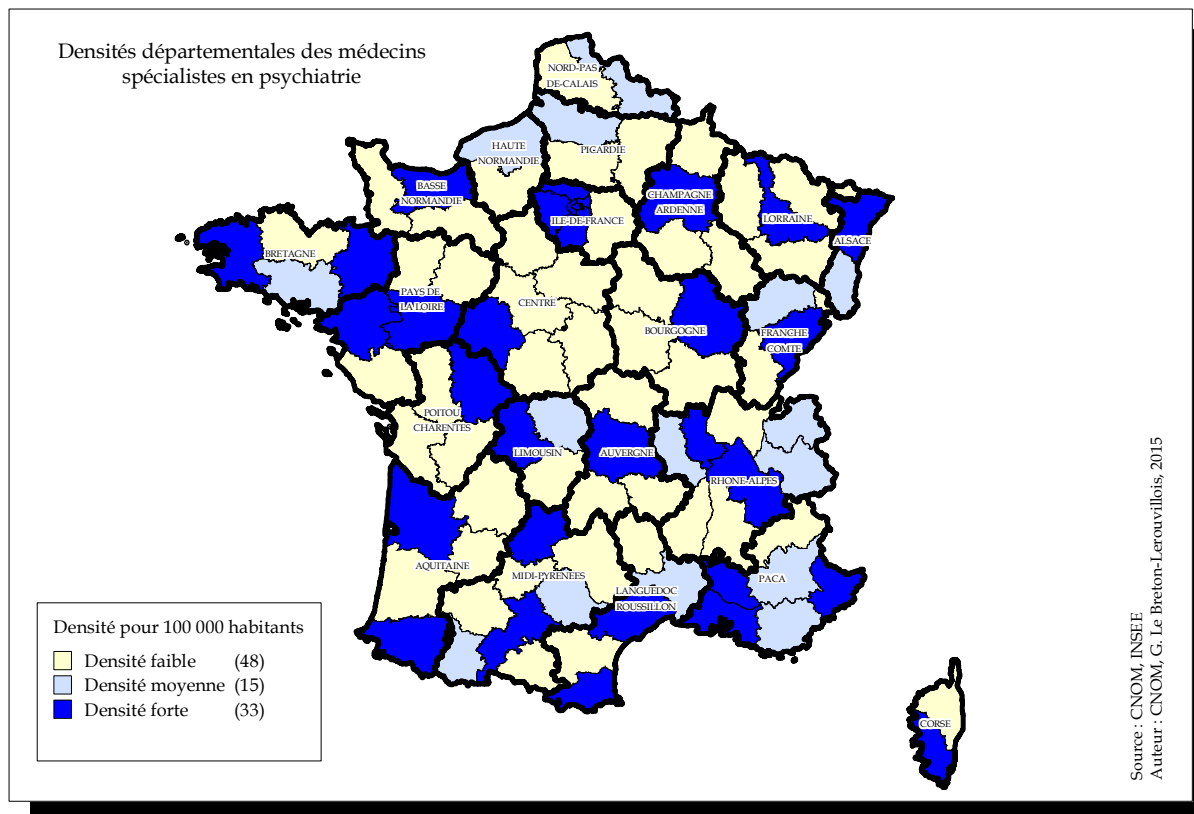 Densités départementales des médecins
spécialistes en psychiatrie
NORD-PAS
DE-CALAIS
HAUTE
NORMANDIE
PICARDIE
BASSE
NORMANDIE
CHAMPAGNE
ARDENNE
ILE-DE-FRANCE
LORRAINE
ALSACE
BRETAGNE
PAYS DE
LA LOIRE
CENTRE
BOURGOGNE
FRANCHE
COMTE
POITOU
CHARENTES
LIMOUSIN
AUVERGNE
RHONE-ALPES
AQUITAINE
MIDI-PYRENEES
LANGUEDOC
ROUSSILLON
PACA
CORSE
Densité pour 100 000 habitants
Densité faible (48)
Densité moyenne (15)
Densité forte (33)
Source : CNOM, INSEE
Auteur : CNOM, G. Le Breton-Lerouvillois, 2015